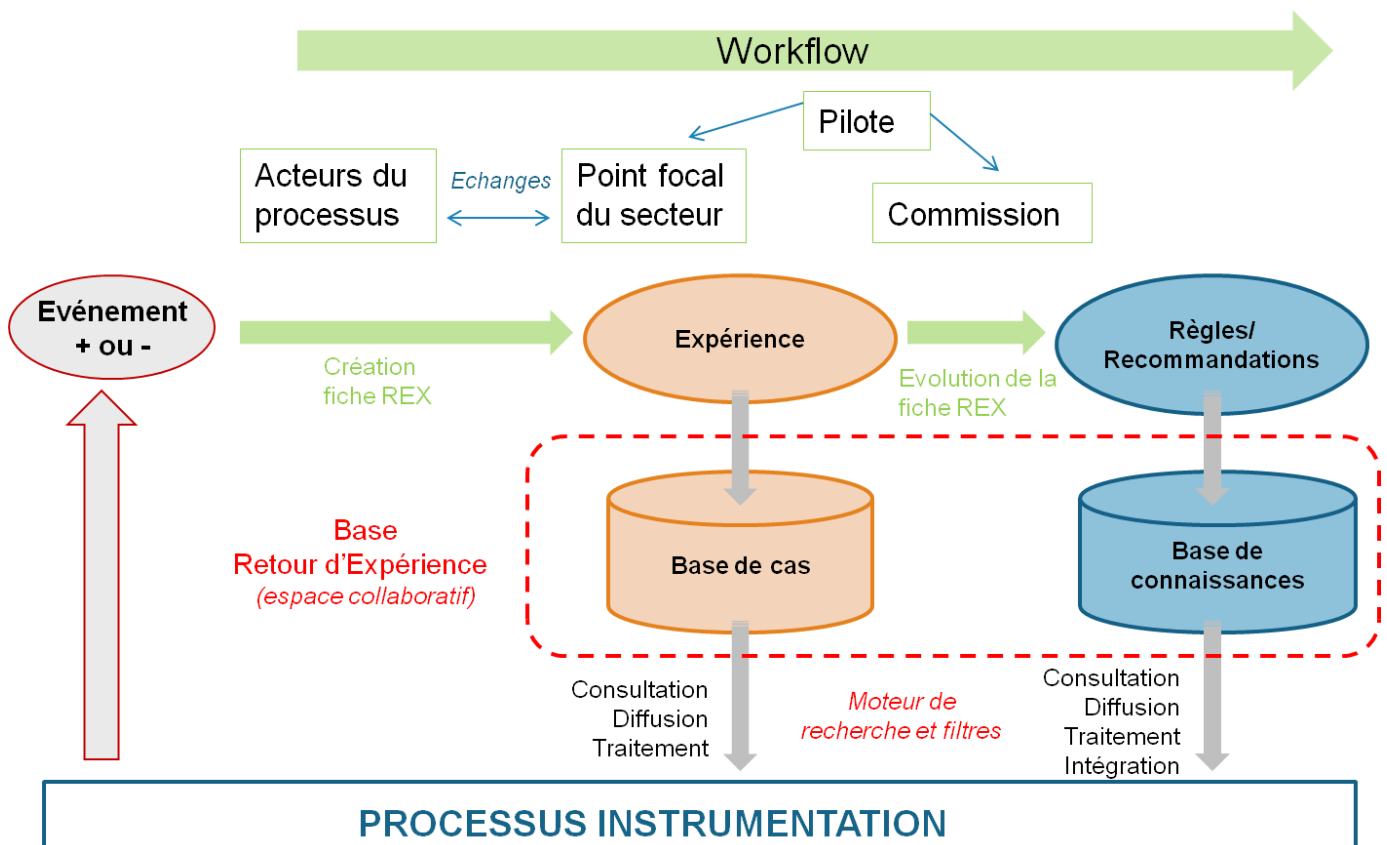 Workflow
Pilote
Acteurs du
processus
Echanges
Point focal
du secteur
Commission
Evénement
+ ou -
Création
fiche REX
Expérience
Evolution de la
fiche REX
Règles/
Recommandations
Base
Retour d'Expérience
(espace collaboratif)
Base de cas
Base de
connaissances
Consultation
Diffusion
Traitement
Moteur de
recherche et filtres
Consultation
Diffusion
Traitement
Intégration
PROCESSUS INSTRUMENTATION